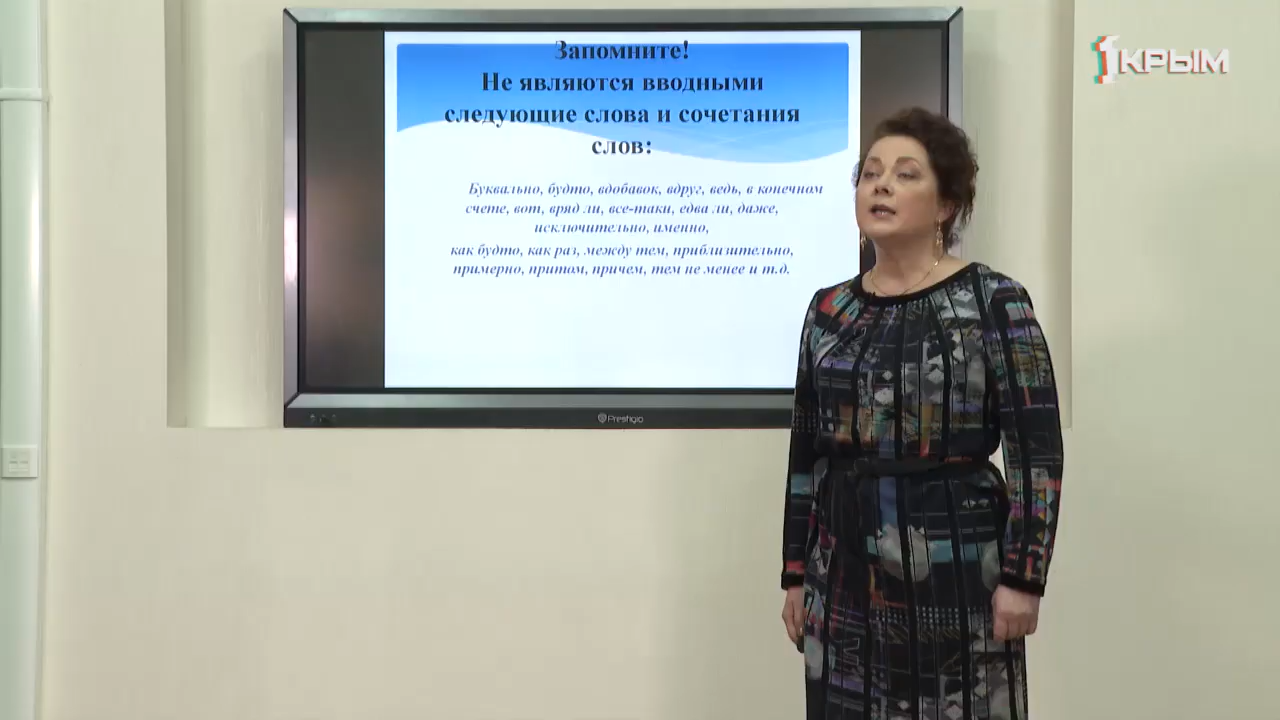 Запомните!
Не являются вводными
следующие слова и сочетания
слов:
Буквально, будто, вдобавок, вдруг, ведь, в конечном
счете, вот, вряд ли, все-таки, едва ли, даже,
исключительно, именно,
как будто, как раз, между тем, приблизительно,
примерно, притом, причем, тем не менее и т.д.
Prestigio
1 КРЫМ